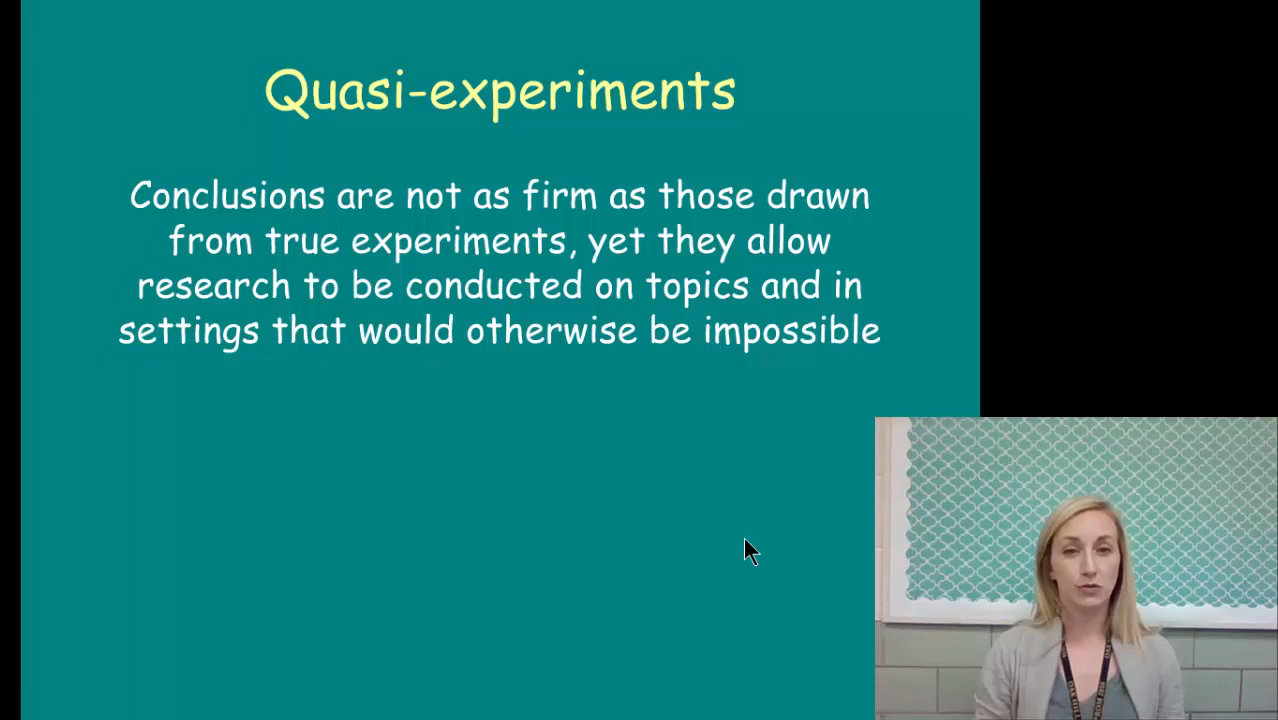 Quasi-experiments
Conclusions are not as firm as those drawn
from true experiments, yet they allow
research to be conducted on topics and in
settings that would otherwise be impossible